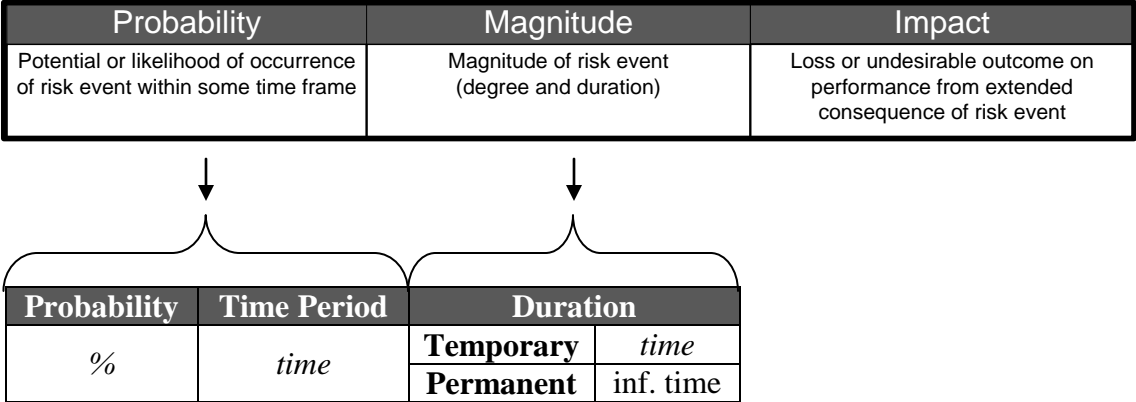 Probability
Magnitude
Impact
Potential or likelihood of occurrence
of risk event within some time frame
Magnitude of risk event
(degree and duration)
Loss or undesirable outcome on
performance from extended
consequence of risk event
Probability
Time Period
Duration
%
time
Temporary
time
Permanent
inf. time